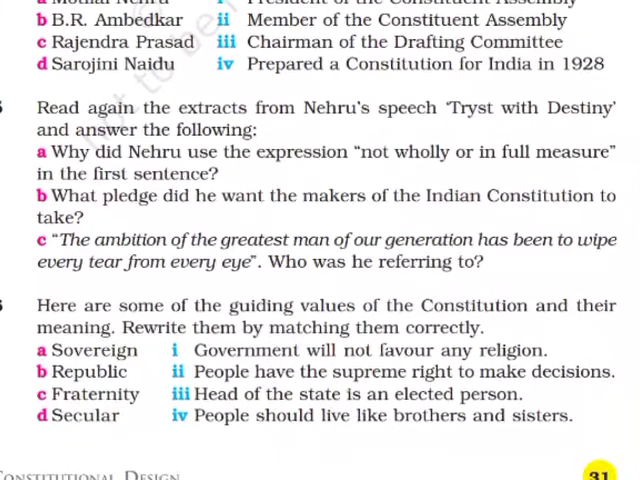 a Motilal Nehru i President of the Constituent Assembly
b B.R. Ambedkar ii Member of the Constituent Assembly
c Rajendra Prasad iii Chairman of the Drafting Committee
d Sarojini Naidu iv Prepared a Constitution for India in 1928
Read again the extracts from Nehru's speech 'Tryst with Destiny'
and answer the following:
a Why did Nehru use the expression “not wholly or in full measure”
in the first sentence?
b What pledge did he want the makers of the Indian Constitution to
take?
c “The ambition of the greatest man of our generation has been to wipe
every tear from every eye”. Who was he referring to?
Here are some of the guiding values of the Constitution and their
meaning. Rewrite them by matching them correctly.
a Sovereign i Government will not favour any religion.
b Republic ii People have the supreme right to make decisions.
c Fraternity iii Head of the state is an elected person.
d Secular iv People should live like brothers and sisters.
CONSTITUTIONAL DESIGN 31